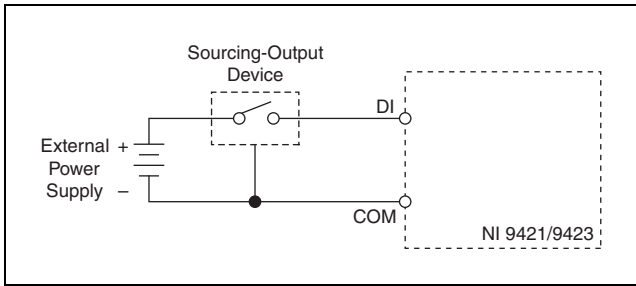 Sourcing-Output
Device
DI
External +
Power
Supply –
COM
NI 9421/9423